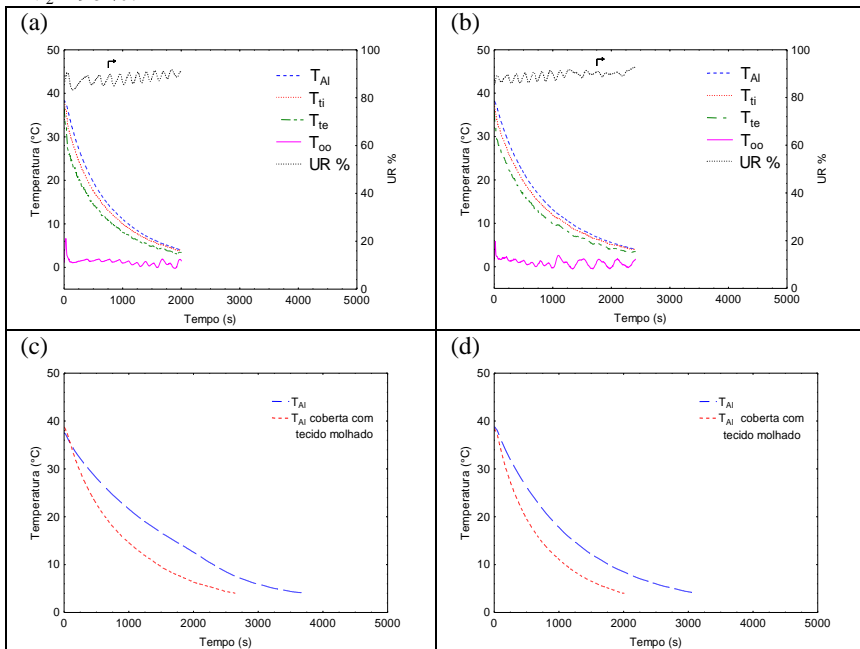 (a)
50
40
30
20
10
0
Temperatura (°C)
100
80
60
40
20
0
UR %
T_Al
T_ti
T_te
T_oo
UR %
0 1000 2000 3000 4000 5000
Tempo (s)
(b)
50
40
30
20
10
0
Temperatura (°C)
100
80
60
40
20
0
UR %
T_Al
T_ti
T_te
T_oo
UR %
0 1000 2000 3000 4000 5000
Tempo (s)
(c)
50
40
30
20
10
0
Temperatura (°C)
T_Al
T_Al coberta com
tecido molhado
0 1000 2000 3000 4000 5000
Tempo (s)
(d)
50
40
30
20
10
0
Temperatura (°C)
T_Al
T_Al coberta com
tecido molhado
0 1000 2000 3000 4000 5000
Tempo (s)